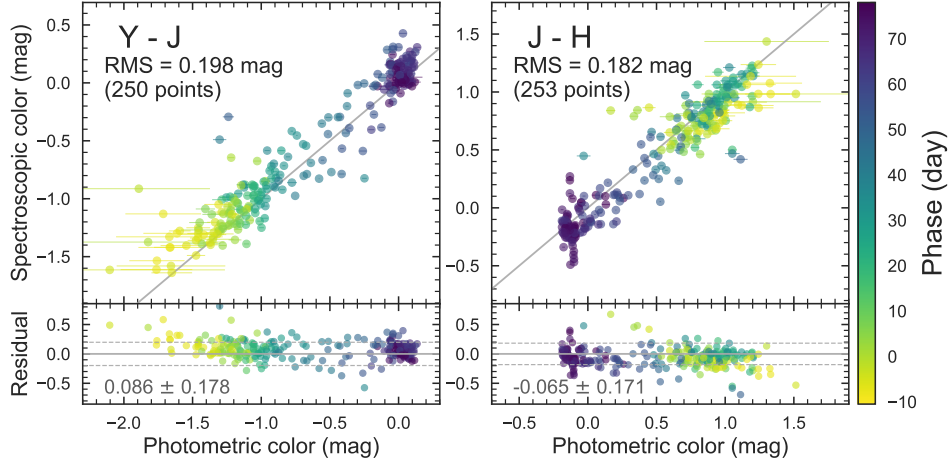 Y - J
RMS = 0.198 mag
(250 points)
J - H
RMS = 0.182 mag
(253 points)
Spectroscopic color (mag)
0.5
0.0
−0.5
−1.0
−1.5
1.5
1.0
0.5
0.0
−0.5
Residual
0.5
0.0
−0.5
0.086 ± 0.178
0.5
0.0
−0.5
-0.065 ± 0.171
−2.0 −1.5 −1.0 −0.5 0.0
Photometric color (mag)
−0.5 0.0 0.5 1.0 1.5
Photometric color (mag)
70
60
50
40
30
20
10
0
−10
Phase (day)